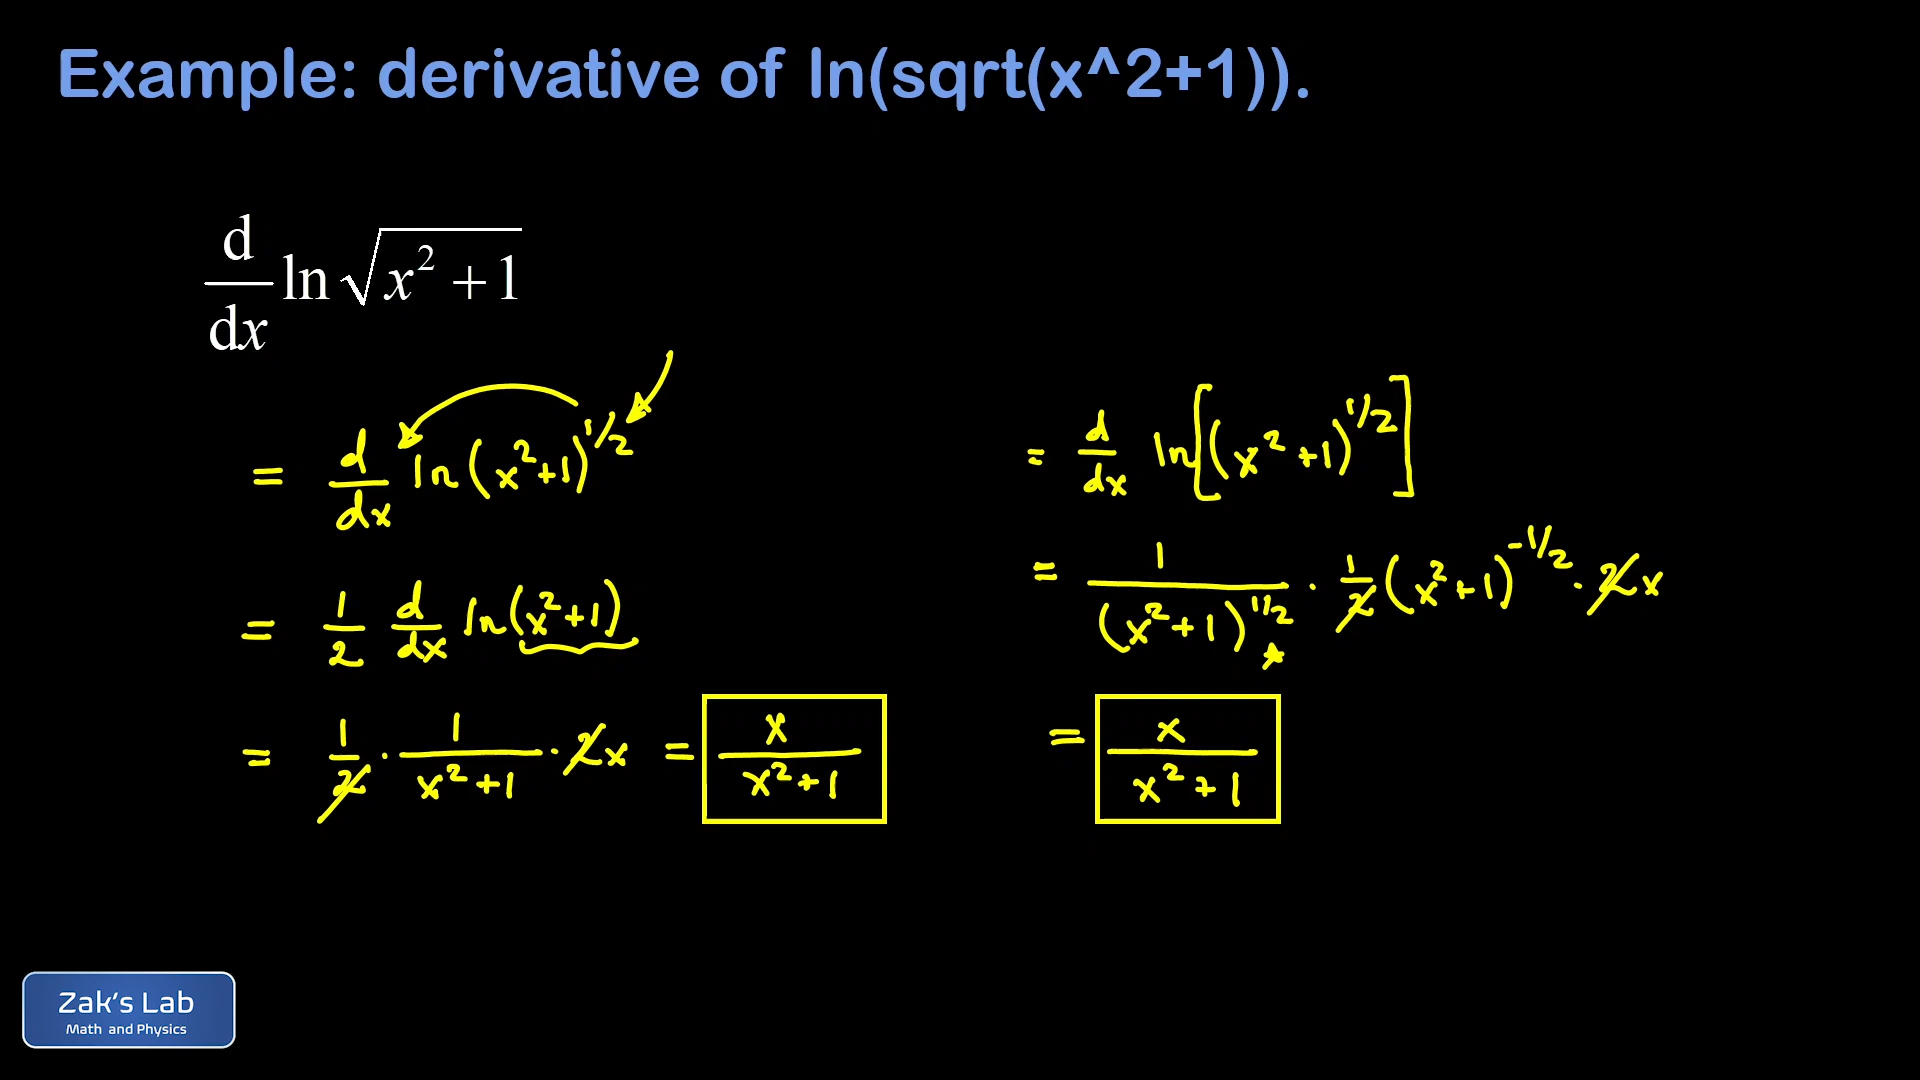 Example: derivative of ln(sqrt(x^2+1)).
d/dx ln √(x² + 1)
= d/dx ln(x²+1)^1/2
= 1/2 d/dx ln(x²+1)
= 1/2 · 1/(x²+1) · 2x = x/(x²+1)
= d/dx ln[(x²+1)^1/2]
= 1/(x²+1)^1/2 · 1/2 (x²+1)^-1/2 · 2x
= x/(x²+1)
Zak's Lab
Math and Physics